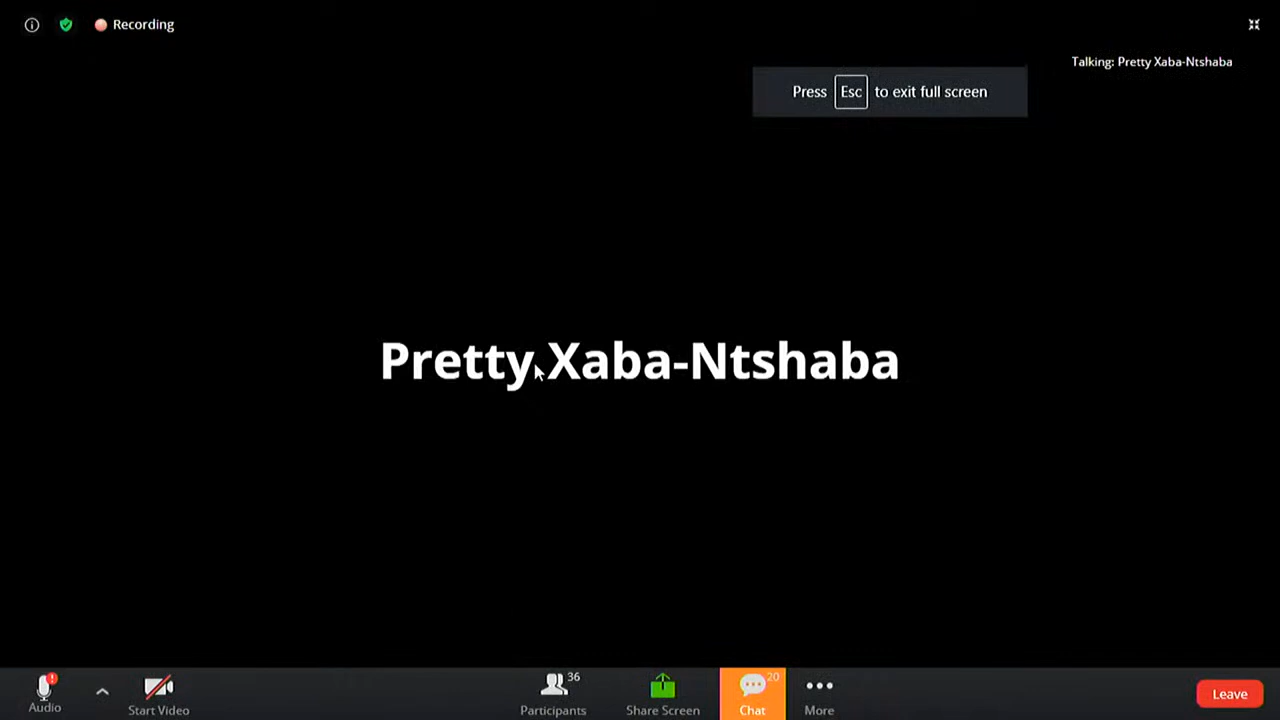 Recording
Talking: Pretty Xaba-Ntshaba
Press Esc to exit full screen
Pretty Xaba-Ntshaba
36
20
Audio
Start Video
Participants
Share Screen
Chat
More
Leave